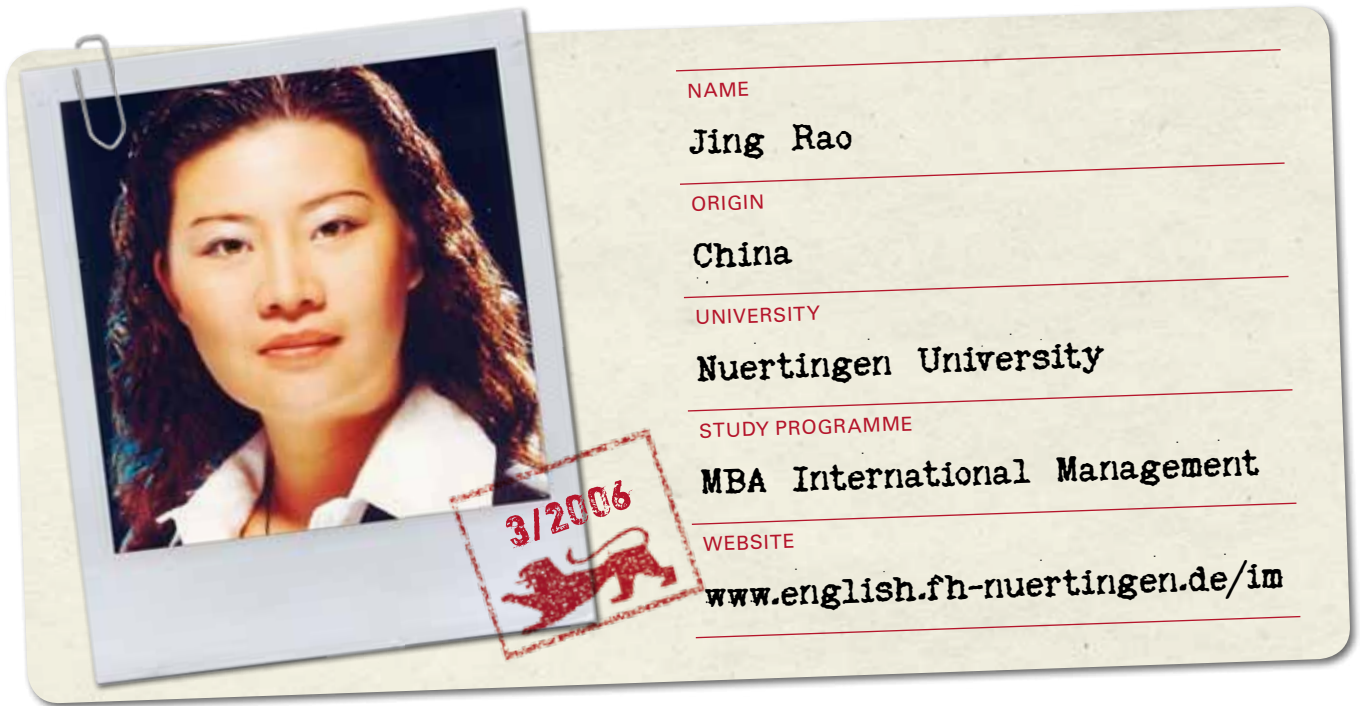 NAME
Jing Rao
ORIGIN
China
UNIVERSITY
Nuertingen University
STUDY PROGRAMME
MBA International Management
3/2006
WEBSITE
www.english.fh-nuertingen.de/im